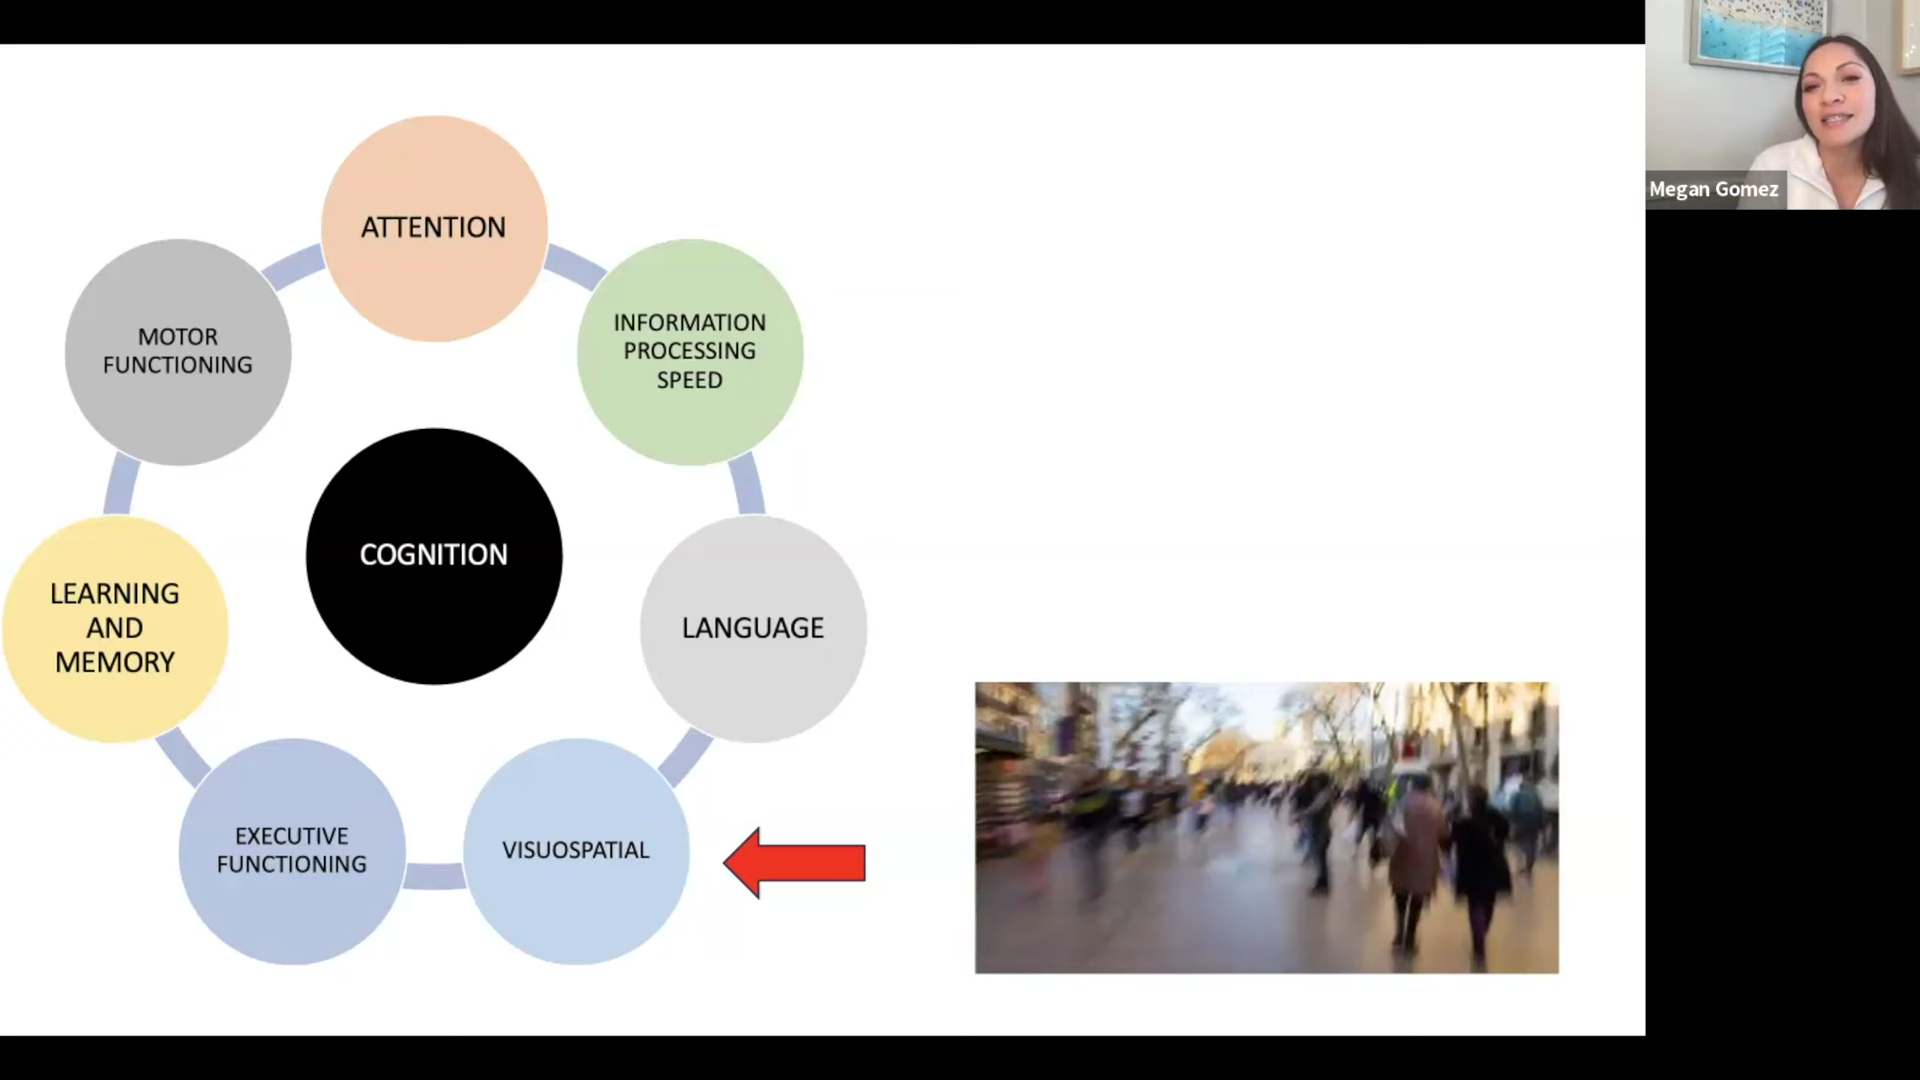 ATTENTION
INFORMATION
PROCESSING
SPEED
LANGUAGE
VISUOSPATIAL
EXECUTIVE
FUNCTIONING
LEARNING
AND
MEMORY
MOTOR
FUNCTIONING
COGNITION
Megan Gomez